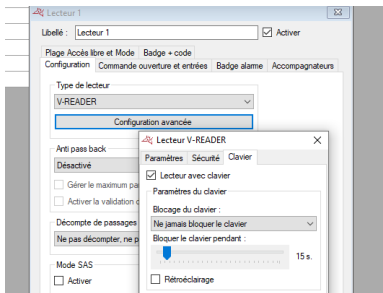 Lecteur 1
Libellé : Lecteur 1 Activer
Plage Accès libre et Mode Badge + code
Configuration Commande ouverture et entrées Badge alarme Accompagnateurs
Type de lecteur
V-READER
Configuration avancée
Anti pass back
Désactivé
Gérer le maximum pa
Activer la validation
Décompte de passages
Ne pas décompter, ne p
Mode SAS
Activer
Lecteur V-READER
Paramètres Sécurité Clavier
Lecteur avec clavier
Paramètres du clavier
Blocage du clavier :
Ne jamais bloquer le clavier
Bloquer le clavier pendant :
15 s.
Rétroéclairage